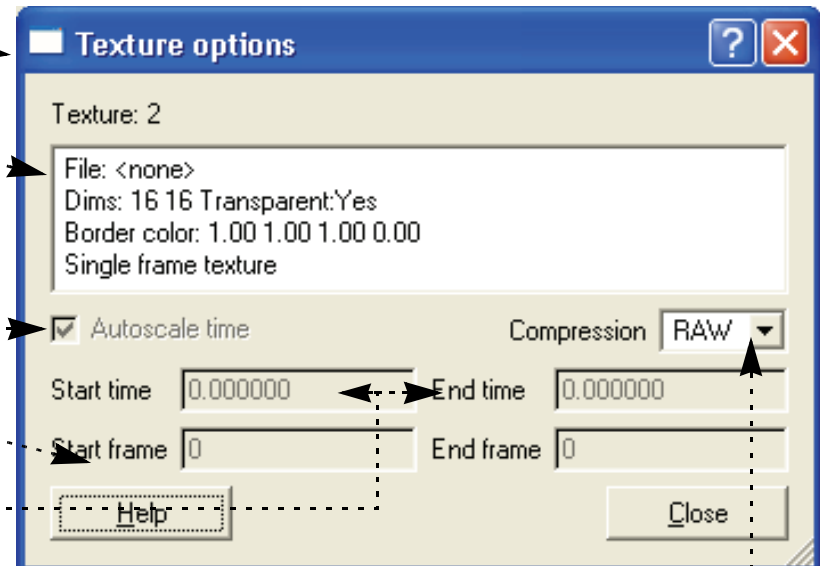 Texture options
Texture: 2
File: <none>
Dims: 16 16 Transparent:Yes
Border color: 1.00 1.00 1.00 0.00
Single frame texture
Autoscale time Compression RAW
Start time 0.000000 End time 0.000000
Start frame 0 End frame 0
Help Close